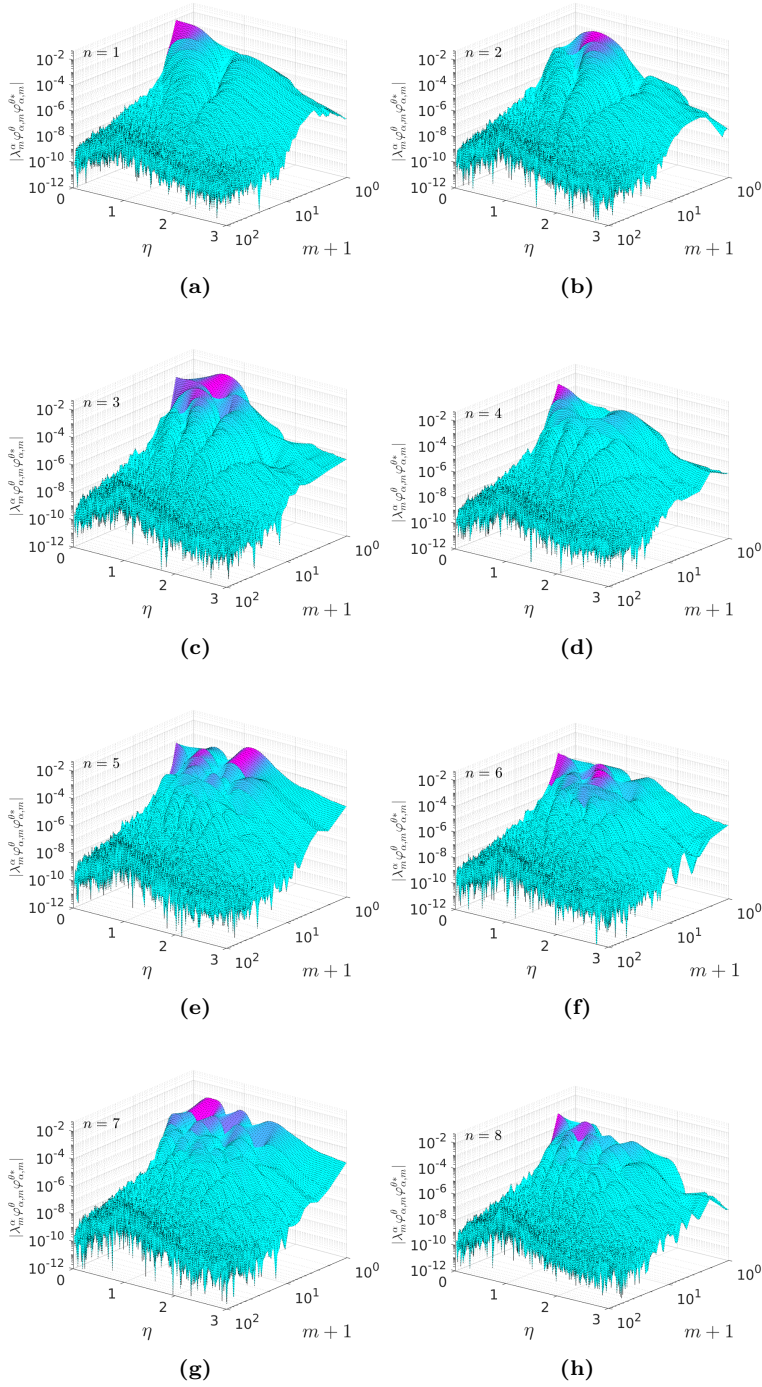 n = 1
10^{-2}
10^{-4}
10^{-6}
10^{-8}
10^{-10}
10^{-12}
|λ_m^α φ_{α,m}^θ φ_{α,m}^{θ*}|
0 1 2 3
η
10^2 10^1 10^0
m + 1
(a)
n = 2
10^{-2}
10^{-4}
10^{-6}
10^{-8}
10^{-10}
10^{-12}
|λ_m^α φ_{α,m}^θ φ_{α,m}^{θ*}|
0 1 2 3
η
10^2 10^1 10^0
m + 1
(b)
n = 3
10^{-2}
10^{-4}
10^{-6}
10^{-8}
10^{-10}
10^{-12}
|λ_m^α φ_{α,m}^θ φ_{α,m}^{θ*}|
0 1 2 3
η
10^2 10^1 10^0
m + 1
(c)
n = 4
10^{-2}
10^{-4}
10^{-6}
10^{-8}
10^{-10}
10^{-12}
|λ_m^α φ_{α,m}^θ φ_{α,m}^{θ*}|
0 1 2 3
η
10^2 10^1 10^0
m + 1
(d)
n = 5
10^{-2}
10^{-4}
10^{-6}
10^{-8}
10^{-10}
10^{-12}
|λ_m^α φ_{α,m}^θ φ_{α,m}^{θ*}|
0 1 2 3
η
10^2 10^1 10^0
m + 1
(e)
n = 6
10^{-2}
10^{-4}
10^{-6}
10^{-8}
10^{-10}
10^{-12}
|λ_m^α φ_{α,m}^θ φ_{α,m}^{θ*}|
0 1 2 3
η
10^2 10^1 10^0
m + 1
(f)
n = 7
10^{-2}
10^{-4}
10^{-6}
10^{-8}
10^{-10}
10^{-12}
|λ_m^α φ_{α,m}^θ φ_{α,m}^{θ*}|
0 1 2 3
η
10^2 10^1 10^0
m + 1
(g)
n = 8
10^{-2}
10^{-4}
10^{-6}
10^{-8}
10^{-10}
10^{-12}
|λ_m^α φ_{α,m}^θ φ_{α,m}^{θ*}|
0 1 2 3
η
10^2 10^1 10^0
m + 1
(h)